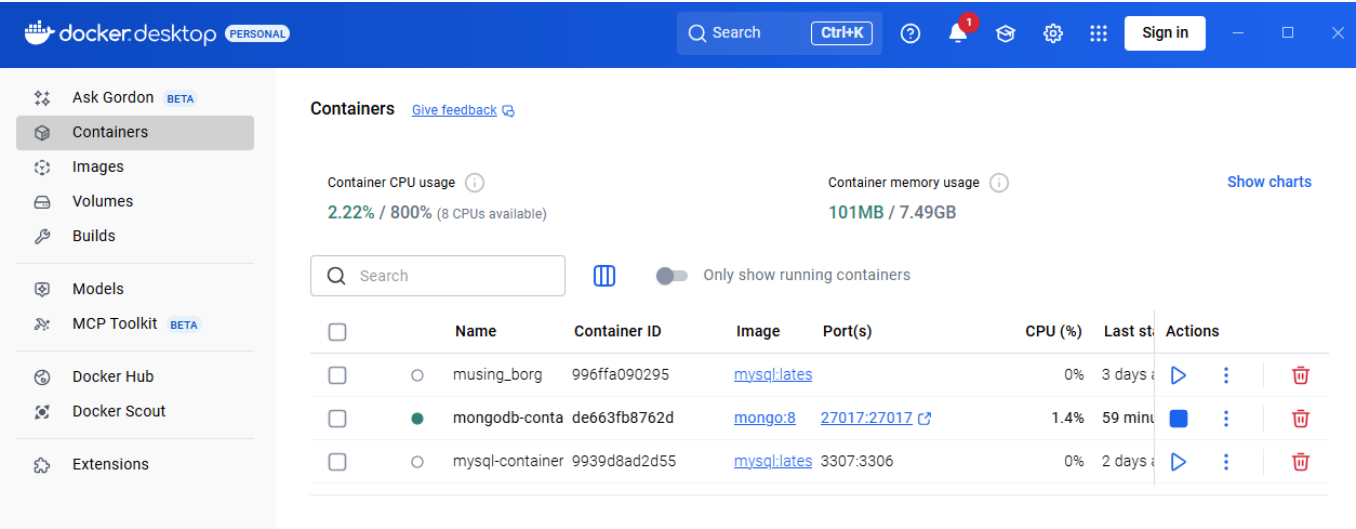 docker.desktop PERSONAL Search Ctrl+K 1 Sign in
Ask Gordon BETA
Containers
Images
Volumes
Builds
Models
MCP Toolkit BETA
Docker Hub
Docker Scout
Extensions
Containers Give feedback
Container CPU usage
2.22% / 800% (8 CPUs available)
Container memory usage
101MB / 7.49GB
Show charts
Search Only show running containers
Name Container ID Image Port(s) CPU (%) Last sta Actions
musing_borg 996ffa090295 mysql:lates 0% 3 days a
mongodb-conta de663fb8762d mongo:8 27017:27017 1.4% 59 minu
mysql-container 9939d8ad2d55 mysql:lates 3307:3306 0% 2 days a